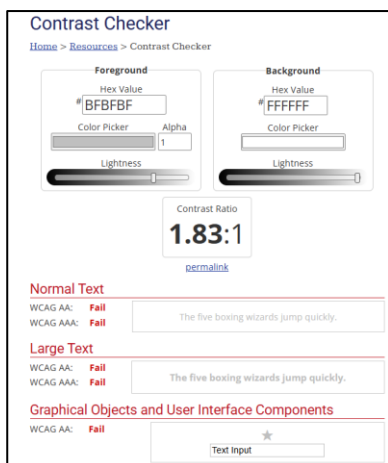 Contrast Checker
Home > Resources > Contrast Checker
Foreground
Hex Value
# BFBFBF
Color Picker Alpha
1
Lightness
Background
Hex Value
# FFFFFF
Color Picker
Lightness
Contrast Ratio
1.83:1
permalink
Normal Text
WCAG AA: Fail
WCAG AAA: Fail
The five boxing wizards jump quickly.
Large Text
WCAG AA: Fail
WCAG AAA: Fail
The five boxing wizards jump quickly.
Graphical Objects and User Interface Components
WCAG AA: Fail
Text Input